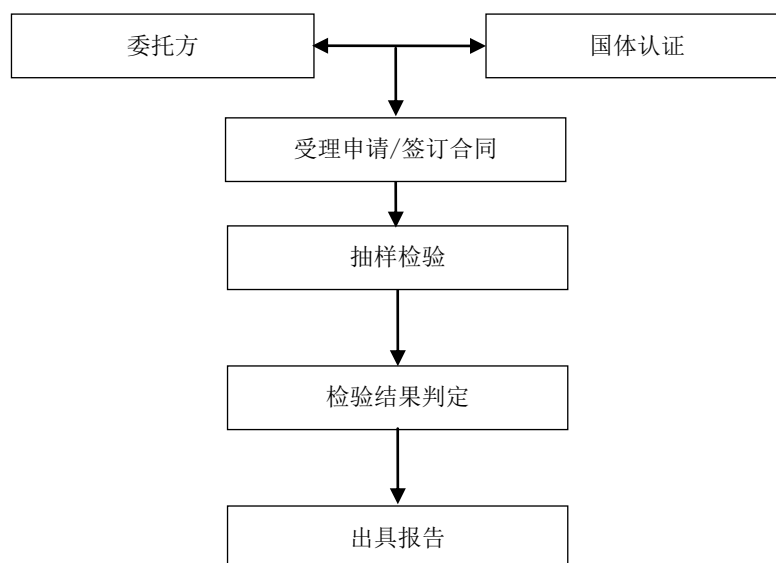 委托方
国体认证
受理申请/签订合同
抽样检验
检验结果判定
出具报告